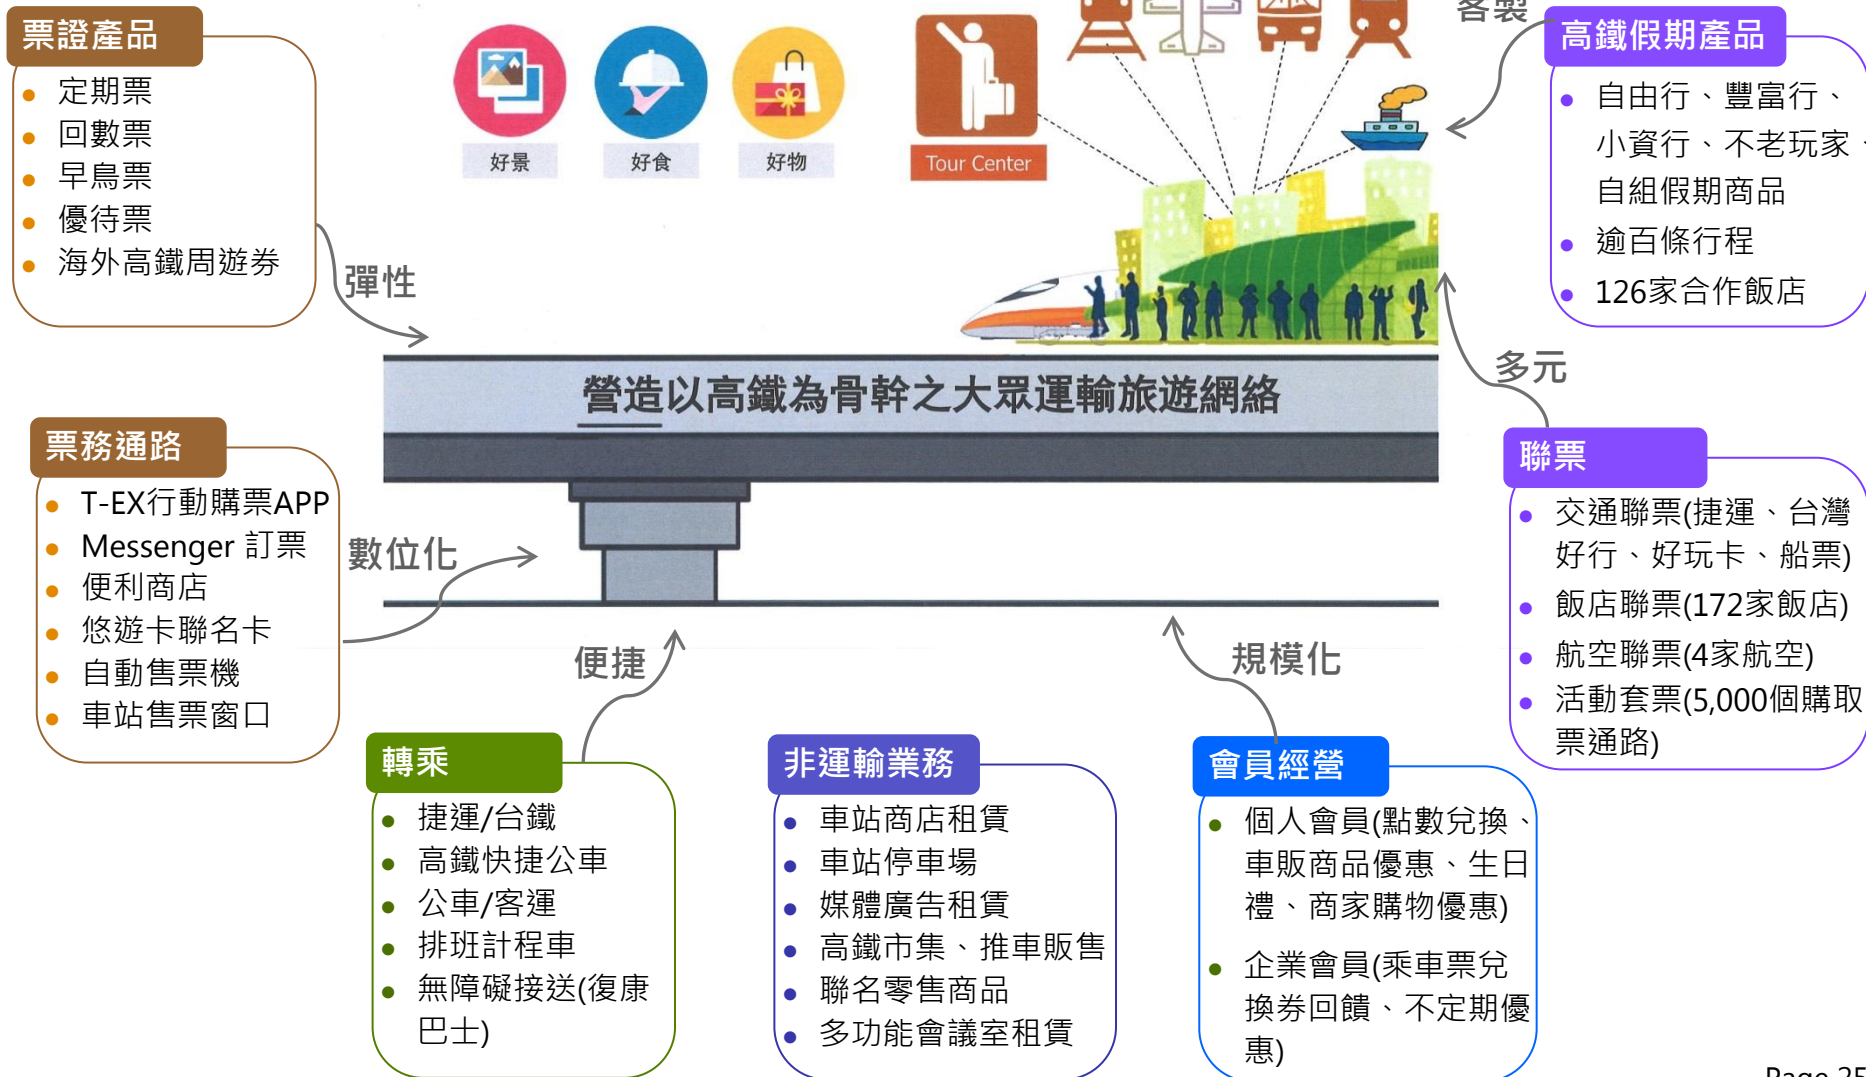 票證產品
定期票
回數票
早鳥票
優待票
海外高鐵周遊券
彈性
好景
好食
好物
Tour Center
客製
高鐵假期產品
自由行、豐富行、
小資行、不老玩家、
自組假期商品
逾百條行程
126家合作飯店
營造以高鐵為骨幹之大眾運輸旅遊網絡
多元
票務通路
T-EX行動購票APP
Messenger 訂票
便利商店
悠遊卡聯名卡
自動售票機
車站售票窗口
數位化
聯票
交通聯票(捷運、台灣
好行、好玩卡、船票)
飯店聯票(172家飯店)
航空聯票(4家航空)
活動套票(5,000個購取
票通路)
便捷
規模化
轉乘
捷運/台鐵
高鐵快捷公車
公車/客運
排班計程車
無障礙接送(復康
巴士)
非運輸業務
車站商店租賃
車站停車場
媒體廣告租賃
高鐵市集、推車販售
聯名零售商品
多功能會議室租賃
會員經營
個人會員(點數兌換、
車販商品優惠、生日
禮、商家購物優惠)
企業會員(乘車票兌
換券回饋、不定期優
惠)
Page 25